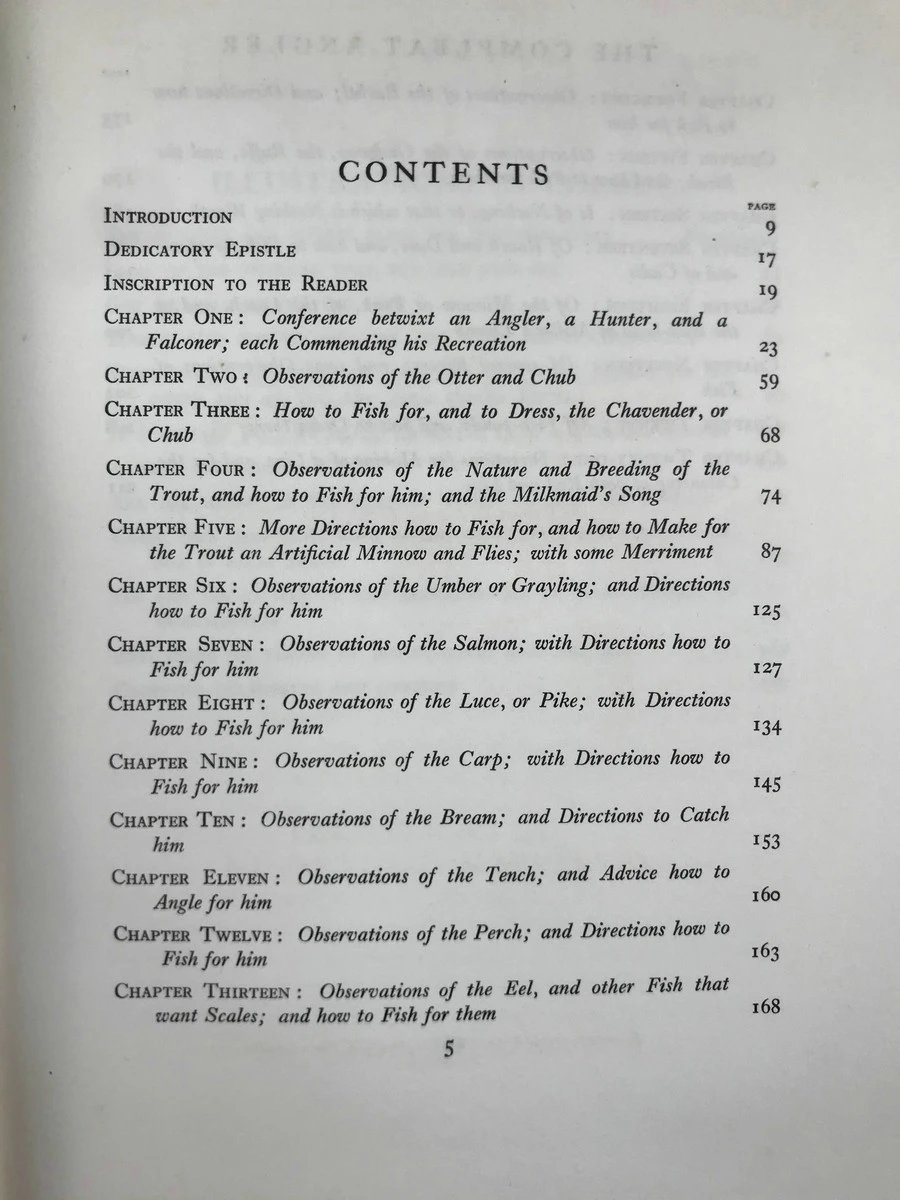 CONTENTS
PAGE
INTRODUCTION 9
DEDICATORY EPISTLE 17
INSCRIPTION TO THE READER 19
CHAPTER ONE: Conference betwixt an Angler, a Hunter, and a
Falconer; each Commending his Recreation 23
CHAPTER TWO: Observations of the Otter and Chub 59
CHAPTER THREE: How to Fish for, and to Dress, the Chavender, or
Chub 68
CHAPTER FOUR: Observations of the Nature and Breeding of the
Trout, and how to Fish for him; and the Milkmaid's Song 74
CHAPTER FIVE: More Directions how to Fish for, and how to Make for
the Trout an Artificial Minnow and Flies; with some Merriment 87
CHAPTER SIX: Observations of the Umber or Grayling; and Directions
how to Fish for him 125
CHAPTER SEVEN: Observations of the Salmon; with Directions how to
Fish for him 127
CHAPTER EIGHT: Observations of the Luce, or Pike; with Directions
how to Fish for him 134
CHAPTER NINE: Observations of the Carp; with Directions how to
Fish for him 145
CHAPTER TEN: Observations of the Bream; and Directions to Catch
him 153
CHAPTER ELEVEN: Observations of the Tench; and Advice how to
Angle for him 160
CHAPTER TWELVE: Observations of the Perch; and Directions how to
Fish for him 163
CHAPTER THIRTEEN: Observations of the Eel, and other Fish that
want Scales; and how to Fish for them 168
5